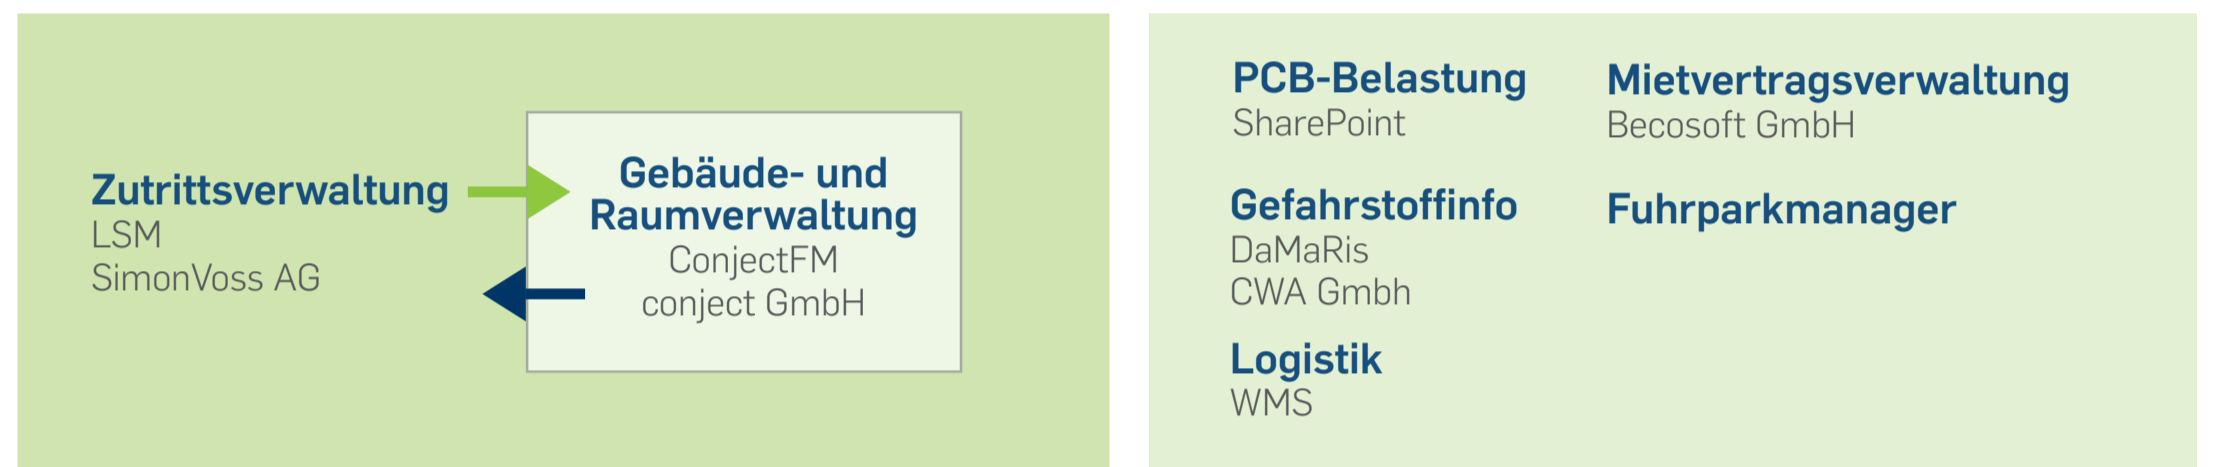 Zutrittsverwaltung
LSM
SimonVoss AG
Gebäude- und
Raumverwaltung
ConjectFM
conject GmbH
PCB-Belastung
SharePoint
Gefahrstoffinfo
DaMaRis
CWA Gmbh
Logistik
WMS
Mietvertragsverwaltung
Becosoft GmbH
Fuhrparkmanager